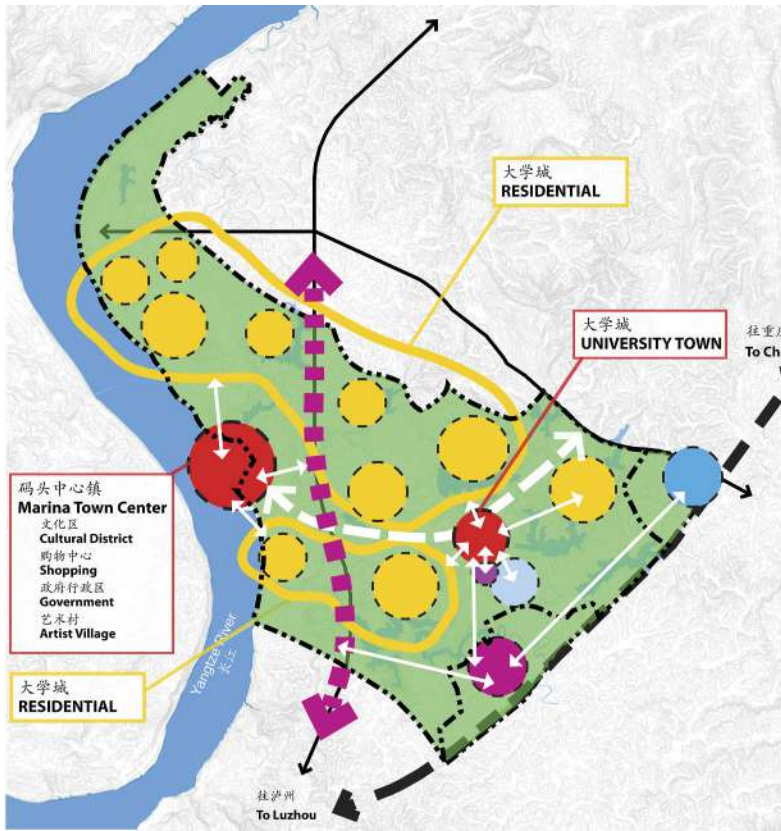 大学城
RESIDENTIAL
大学城
UNIVERSITY TOWN
往重
To Ch
码头中心镇
Marina Town Center
文化区
Cultural District
购物中心
Shopping
政府行政区
Government
艺术村
Artist Village
Yangtze River
长江
大学城
RESIDENTIAL
往泸州
To Luzhou